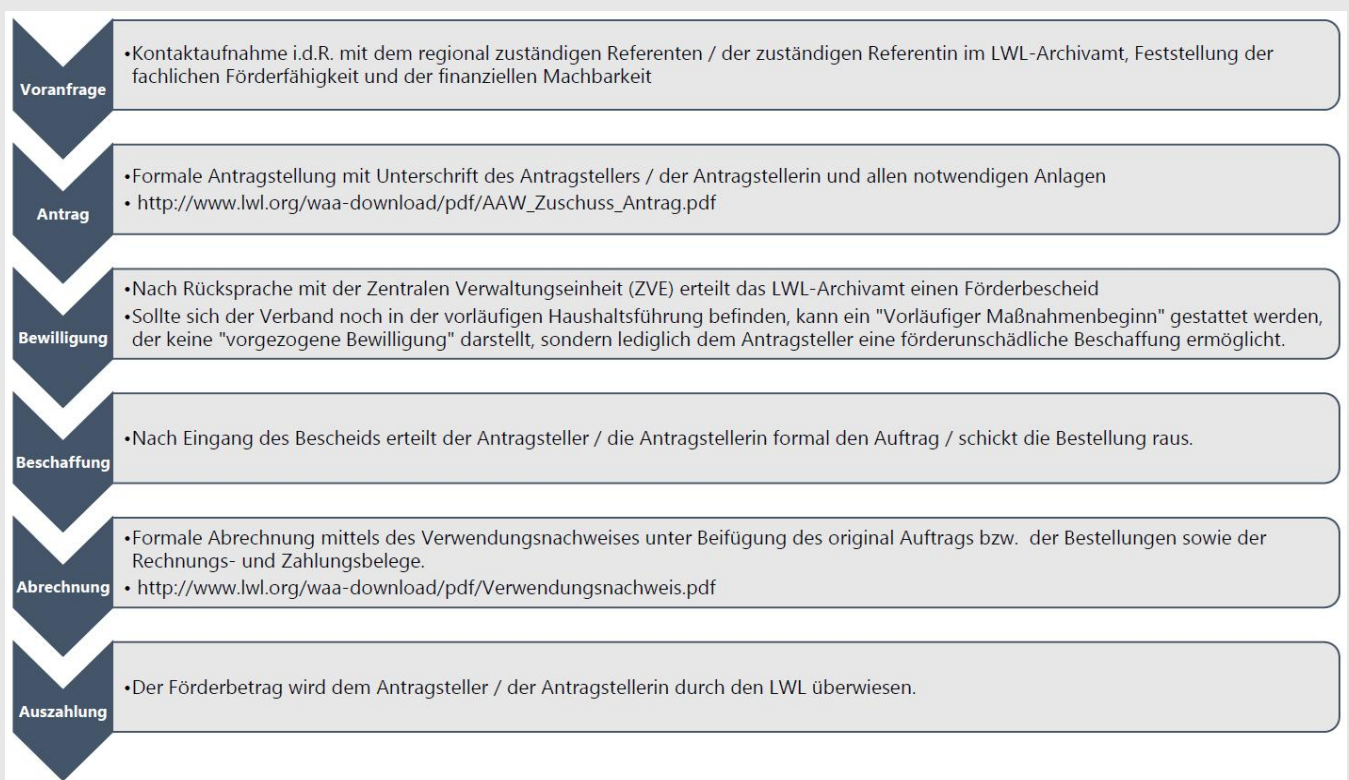 Voranfrage
•Kontaktaufnahme i.d.R. mit dem regional zuständigen Referenten / der zuständigen Referentin im LWL-Archivamt, Feststellung der
fachlichen Förderfähigkeit und der finanziellen Machbarkeit
Antrag
•Formale Antragstellung mit Unterschrift des Antragstellers / der Antragstellerin und allen notwendigen Anlagen
• http://www.lwl.org/waa-download/pdf/AAW_Zuschuss_Antrag.pdf
Bewilligung
•Nach Rücksprache mit der Zentralen Verwaltungseinheit (ZVE) erteilt das LWL-Archivamt einen Förderbescheid
•Sollte sich der Verband noch in der vorläufigen Haushaltsführung befinden, kann ein "Vorläufiger Maßnahmenbeginn" gestattet werden,
der keine "vorgezogene Bewilligung" darstellt, sondern lediglich dem Antragsteller eine förderunschädliche Beschaffung ermöglicht.
Beschaffung
•Nach Eingang des Bescheids erteilt der Antragsteller / die Antragstellerin formal den Auftrag / schickt die Bestellung raus.
Abrechnung
•Formale Abrechnung mittels des Verwendungsnachweises unter Beifügung des original Auftrags bzw. der Bestellungen sowie der
Rechnungs- und Zahlungsbelege.
• http://www.lwl.org/waa-download/pdf/Verwendungsnachweis.pdf
Auszahlung
•Der Förderbetrag wird dem Antragsteller / der Antragstellerin durch den LWL überwiesen.